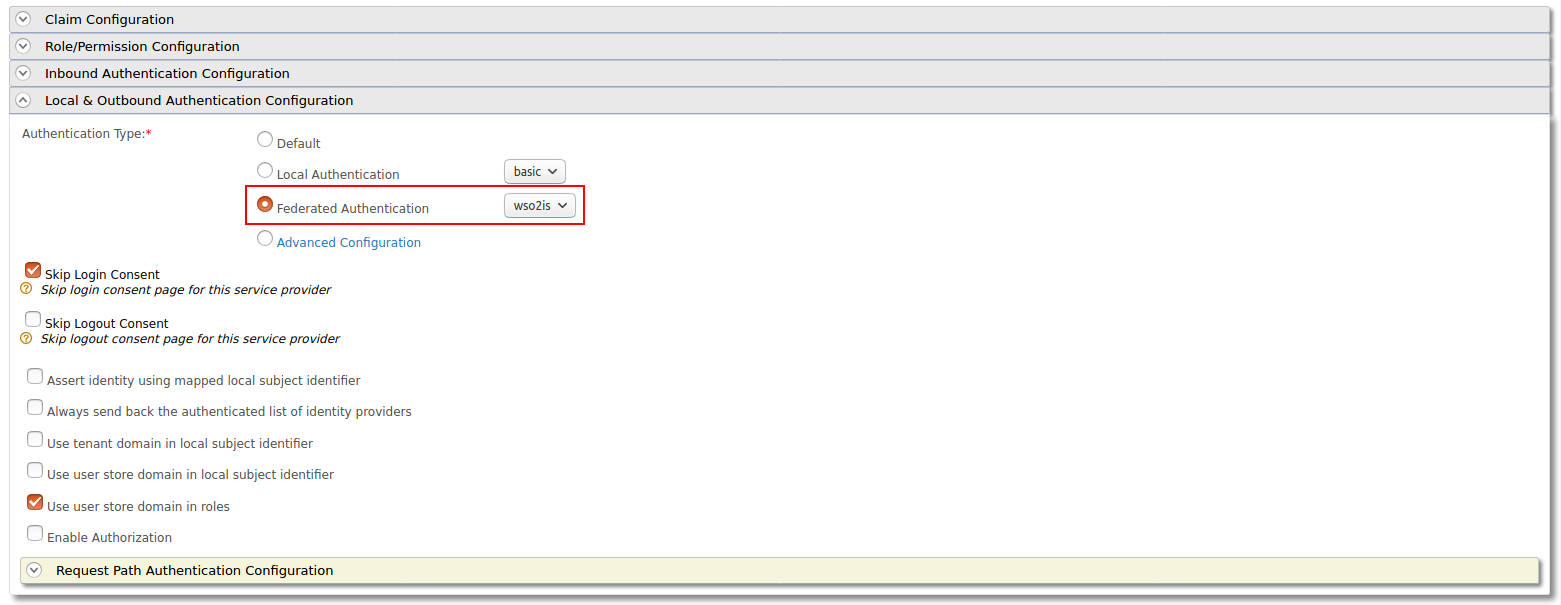 Claim Configuration
Role/Permission Configuration
Inbound Authentication Configuration
Local & Outbound Authentication Configuration
Authentication Type:*
Default
Local Authentication basic
Federated Authentication wso2is
Advanced Configuration
Skip Login Consent
? Skip login consent page for this service provider
Skip Logout Consent
? Skip logout consent page for this service provider
Assert identity using mapped local subject identifier
Always send back the authenticated list of identity providers
Use tenant domain in local subject identifier
Use user store domain in local subject identifier
Use user store domain in roles
Enable Authorization
Request Path Authentication Configuration